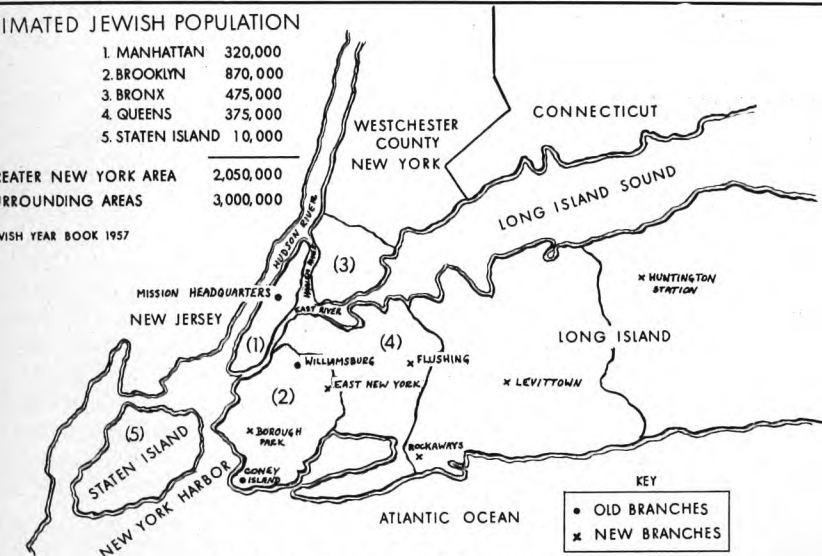 IMATED JEWISH POPULATION
1. MANHATTAN 320,000
2. BROOKLYN 870,000
3. BRONX 475,000
4. QUEENS 375,000
5. STATEN ISLAND 10,000
EATER NEW YORK AREA 2,050,000
RROUNDING AREAS 3,000,000
WISH YEAR BOOK 1957
WESTCHESTER
COUNTY
NEW YORK
CONNECTICUT
LONG ISLAND SOUND
HUDSON RIVER
(3)
EAST RIVER
MISSION HEADQUARTERS
NEW JERSEY
(1)
(4)
HUNTINGTON
STATION
LONG ISLAND
WILLIAMSBURG
FLUSHING
EAST NEW YORK
LEVITTOWN
(2)
BOROUGH
PARK
ROCKAWAYS
(5)
STATEN ISLAND
CONEY
ISLAND
NEW YORK HARBOR
ATLANTIC OCEAN
KEY
• OLD BRANCHES
x NEW BRANCHES